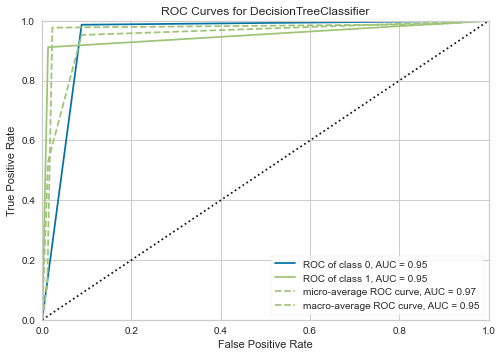 ROC Curves for DecisionTreeClassifier
1.0
0.8
0.6
0.4
0.2
0.0
True Positive Rate
ROC of class 0, AUC = 0.95
ROC of class 1, AUC = 0.95
micro-average ROC curve, AUC = 0.97
macro-average ROC curve, AUC = 0.95
0.0 0.2 0.4 0.6 0.8 1.0
False Positive Rate